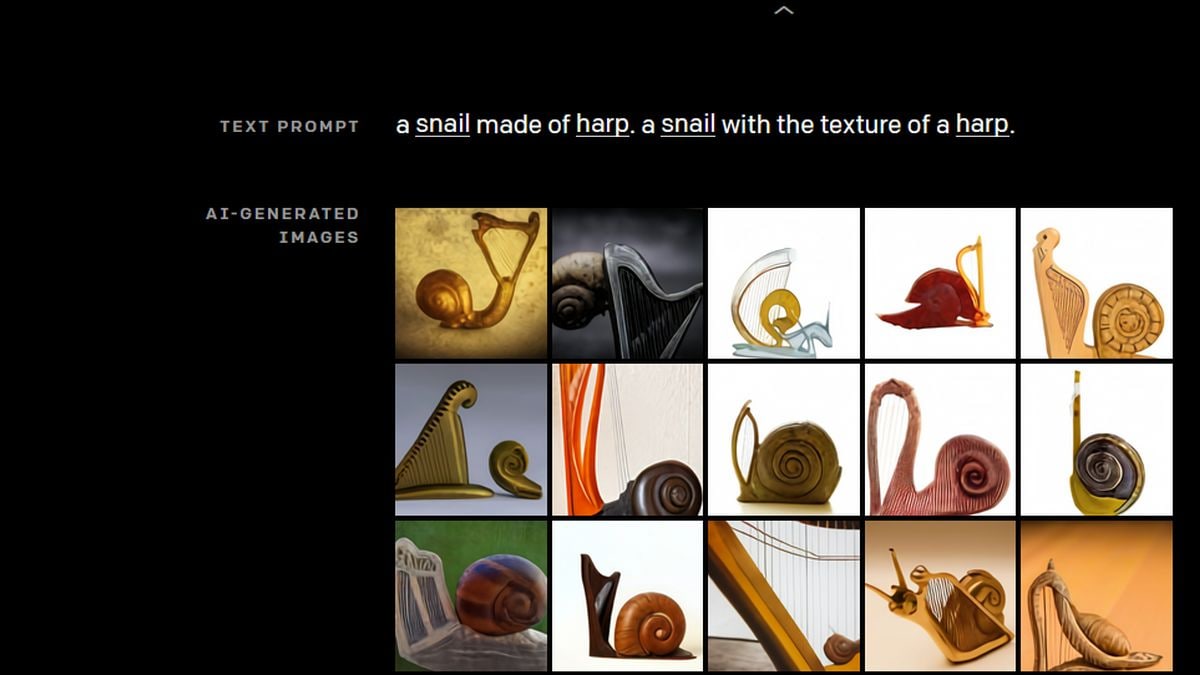 TEXT PROMPT
a snail made of harp. a snail with the texture of a harp.
AI-GENERATED
IMAGES